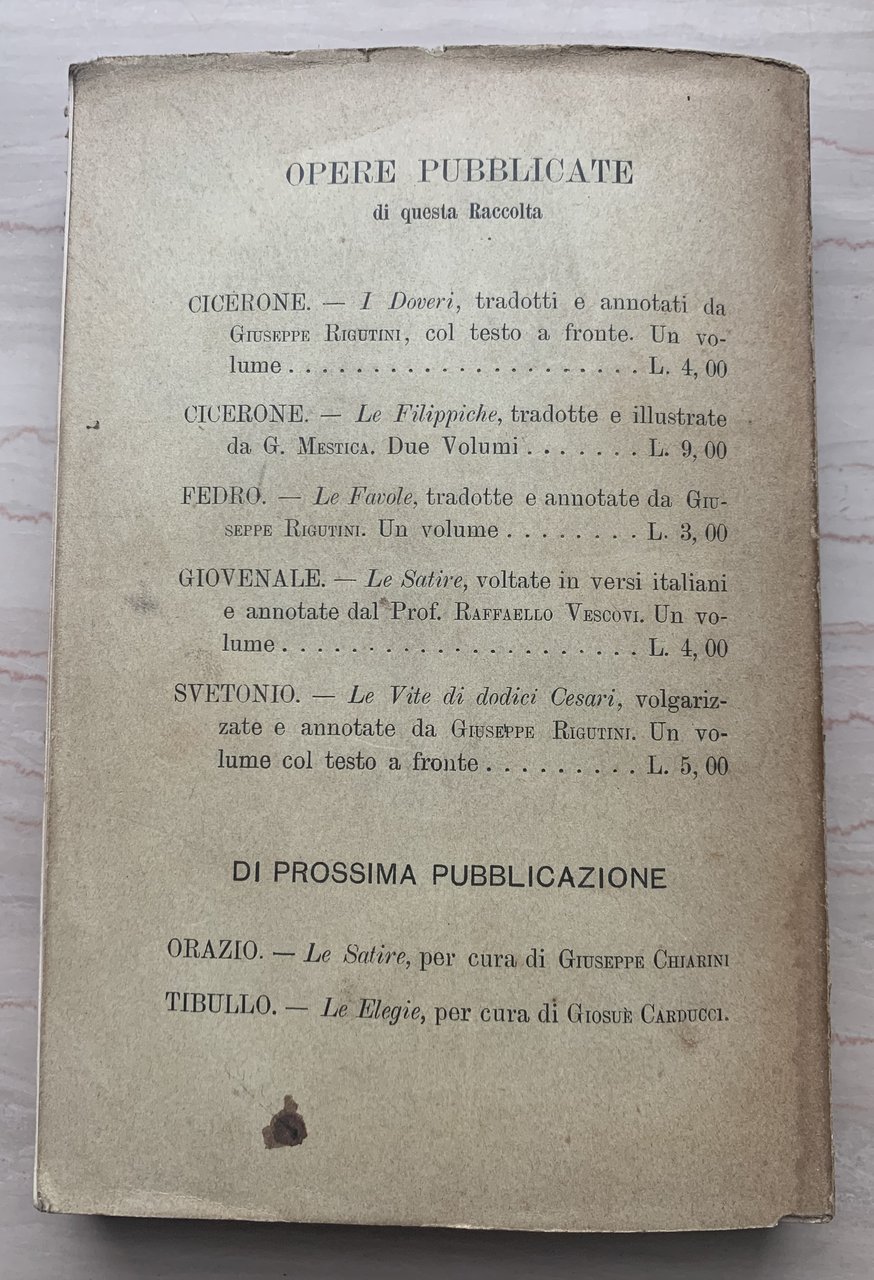 OPERE PUBBLICATE
di questa Raccolta
CICERONE. — I Doveri, tradotti e annotati da
GIUSEPPE RIGUTINI, col testo a fronte. Un vo-
lume . . . . . . . . . . . . . . . . . . . . . L. 4,00
CICERONE. — Le Filippiche, tradotte e illustrate
da G. MESTICA. Due Volumi . . . . . . . L. 9,00
FEDRO. — Le Favole, tradotte e annotate da GIU-
SEPPE RIGUTINI. Un volume . . . . . . . . L. 3,00
GIOVENALE. — Le Satire, voltate in versi italiani
e annotate dal Prof. RAFFAELLO VESCOVI. Un vo-
lume . . . . . . . . . . . . . . . . . . . . . L. 4,00
SVETONIO. — Le Vite di dodici Cesari, volgariz-
zate e annotate da GIUSEPPE RIGUTINI. Un vo-
lume col testo a fronte . . . . . . . . . L. 5,00
DI PROSSIMA PUBBLICAZIONE
ORAZIO. — Le Satire, per cura di GIUSEPPE CHIARINI
TIBULLO. — Le Elegie, per cura di GIOSUÈ CARDUCCI.